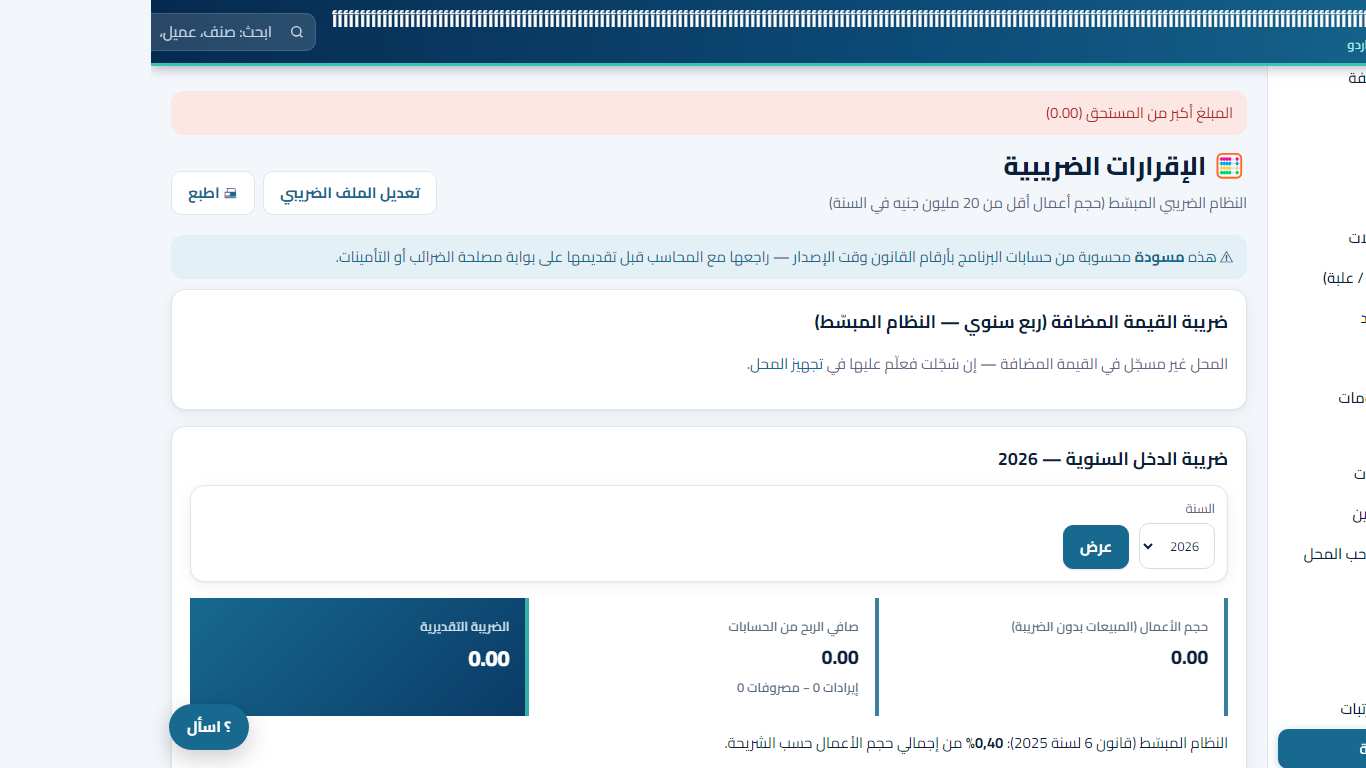 ابحث: صنف، عميل،
المبلغ أكبر من المستحق (0.00)
الإقرارات الضريبية
النظام الضريبي المبسّط (حجم أعمال أقل من 20 مليون جنيه في السنة)
تعديل الملف الضريبي
اطبع
⚠ هذه مسودة محسوبة من حسابات البرنامج بأرقام القانون وقت الإصدار — راجعها مع المحاسب قبل تقديمها على بوابة مصلحة الضرائب أو التأمينات.
ضريبة القيمة المضافة (ربع سنوي — النظام المبسّط)
المحل غير مسجّل في القيمة المضافة — إن سُجّلت فعلّم عليها في تجهيز المحل.
ضريبة الدخل السنوية — 2026
السنة
2026
عرض
حجم الأعمال (المبيعات بدون الضريبة)
0.00
صافي الربح من الحسابات
0.00
إيرادات 0 − مصروفات 0
الضريبة التقديرية
0.00
النظام المبسّط (قانون 6 لسنة 2025): 0,40% من إجمالي حجم الأعمال حسب الشريحة.
؟ اسأل
/ علبة)
حب المحل